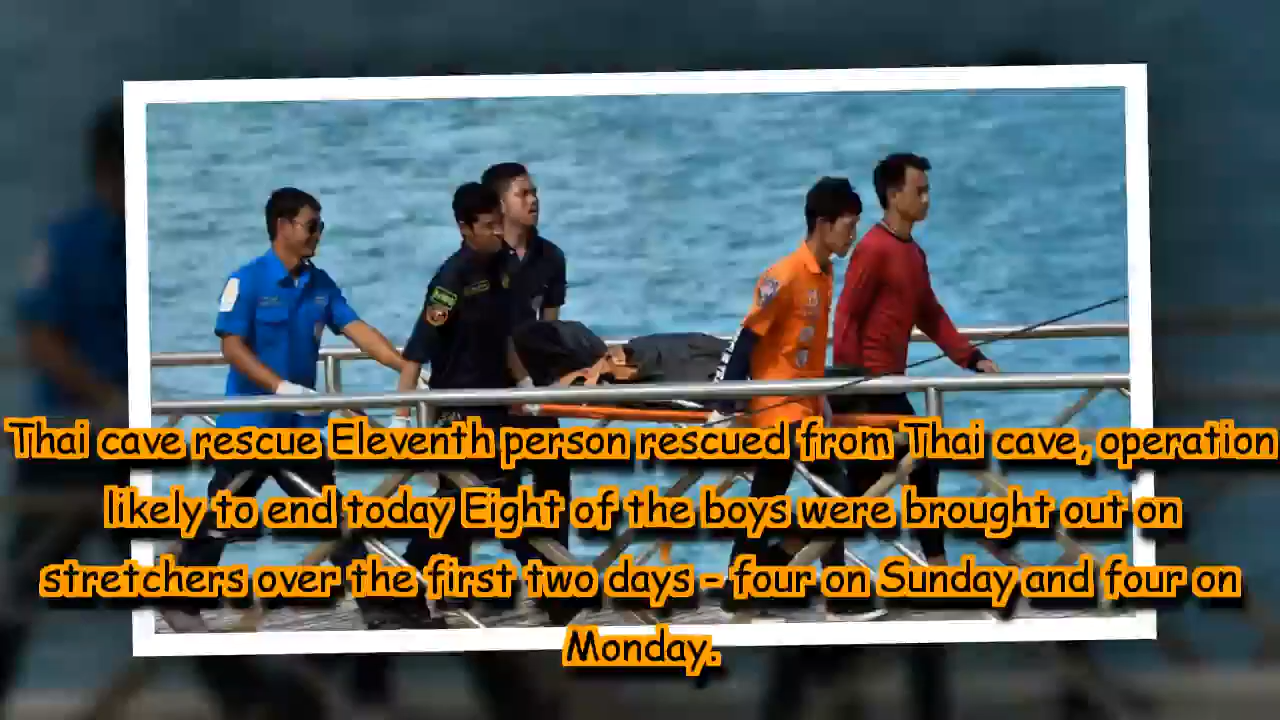 Thai cave rescue Eleventh person rescued from Thai cave, operation
likely to end today Eight of the boys were brought out on
stretchers over the first two days - four on Sunday and four on
Monday.